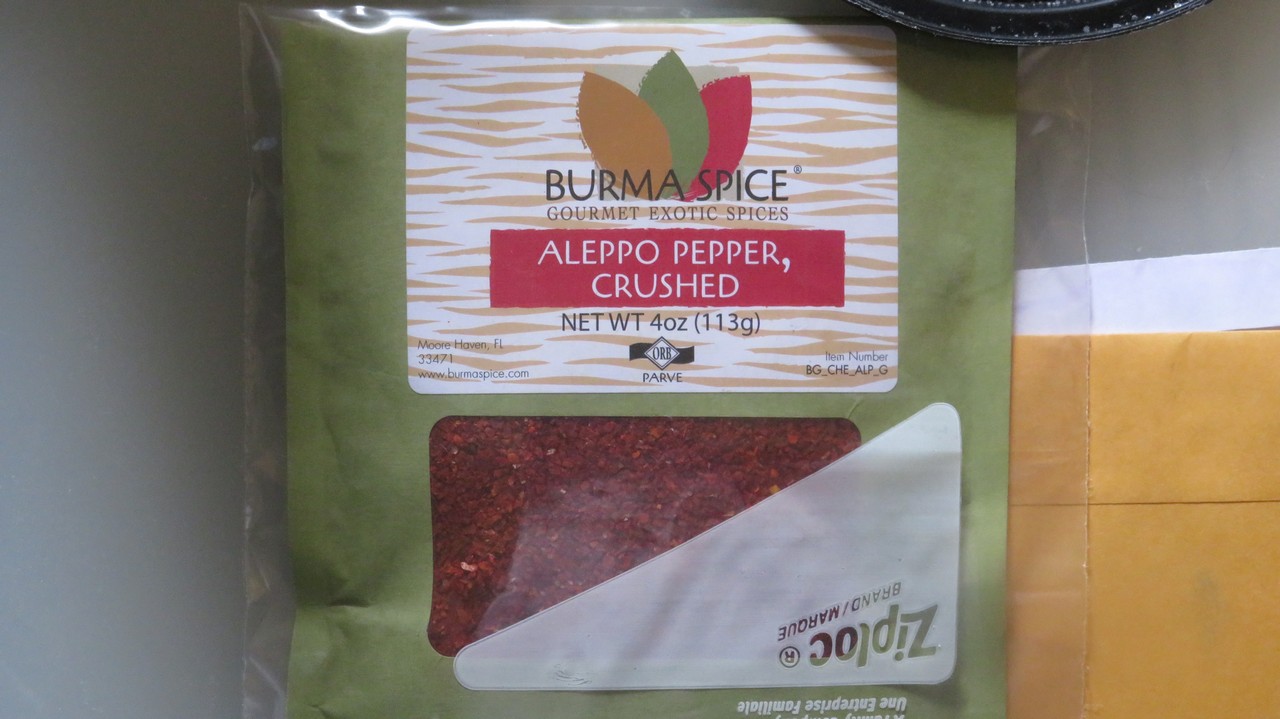 BURMA SPICE®
GOURMET EXOTIC SPICES
ALEPPO PEPPER,
CRUSHED
NET WT 4oz (113g)
Moore Haven, Fl
33471
www.burmaspice.com
ORB
PARVE
Item Number
BG_CHE_ALP_G
Ziploc®
BRAND / MARQUE
Une Entreprise Familiale